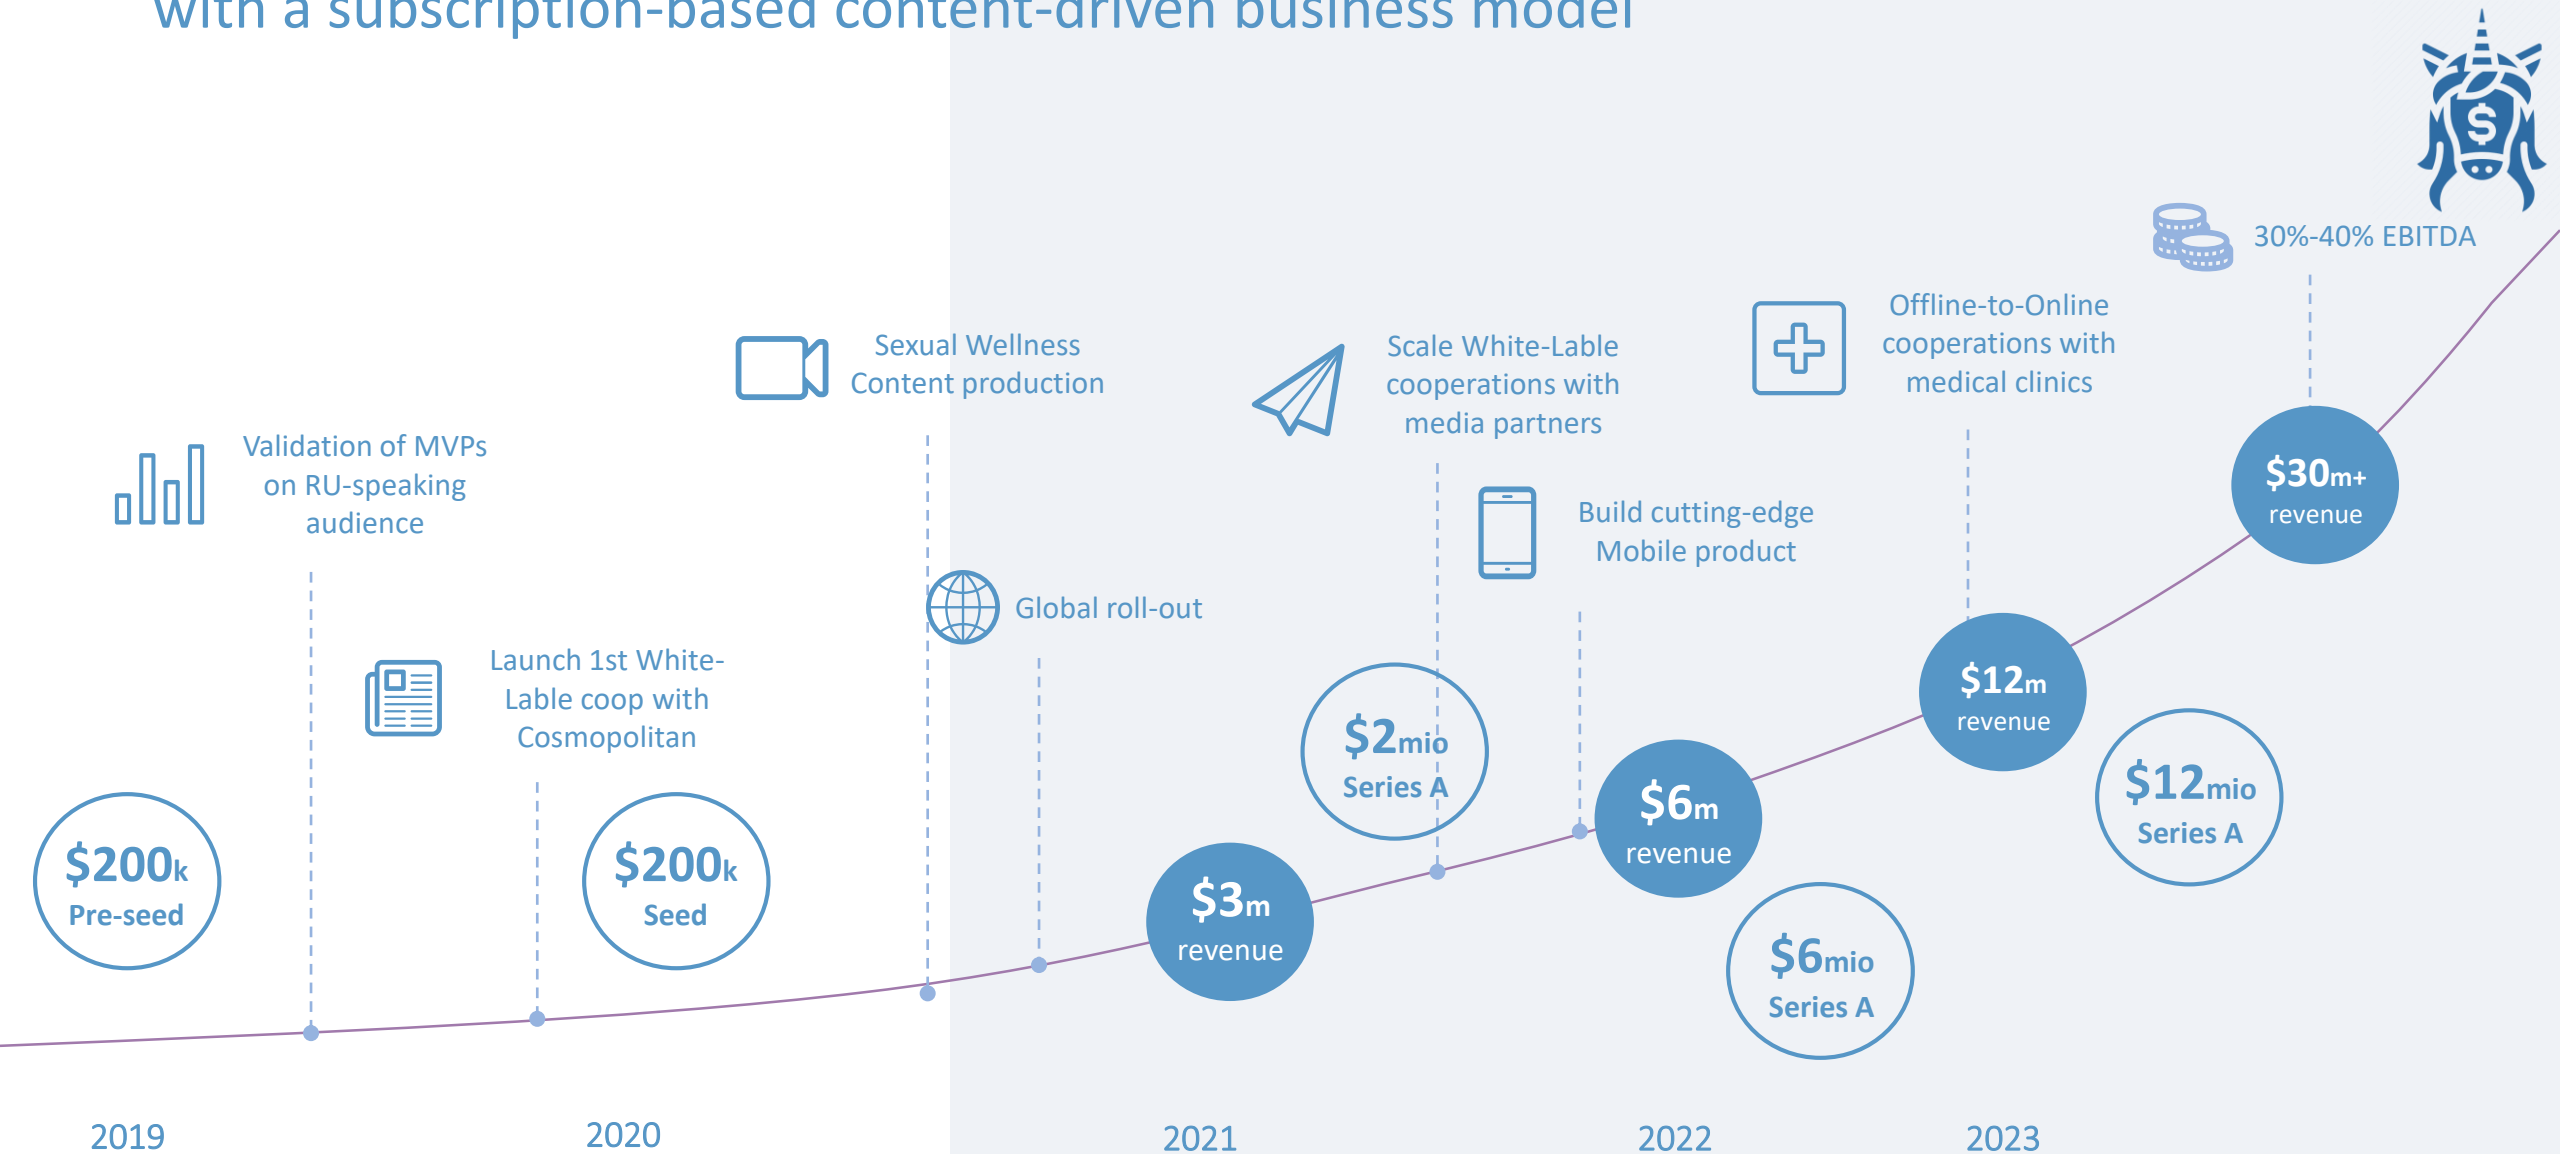 with a subscription-based content-driven business model
$
30%-40% EBITDA
Offline-to-Online
cooperations with
medical clinics
Sexual Wellness
Content production
Scale White-Lable
cooperations with
media partners
Validation of MVPs
on RU-speaking
audience
$30m+
revenue
Build cutting-edge
Mobile product
Global roll-out
Launch 1st White-
Lable coop with
Cosmopolitan
$12m
revenue
$2mio
Series A
$12mio
Series A
$6m
revenue
$200k
Pre-seed
$200k
Seed
$3m
revenue
$6mio
Series A
2019
2020
2021
2022
2023